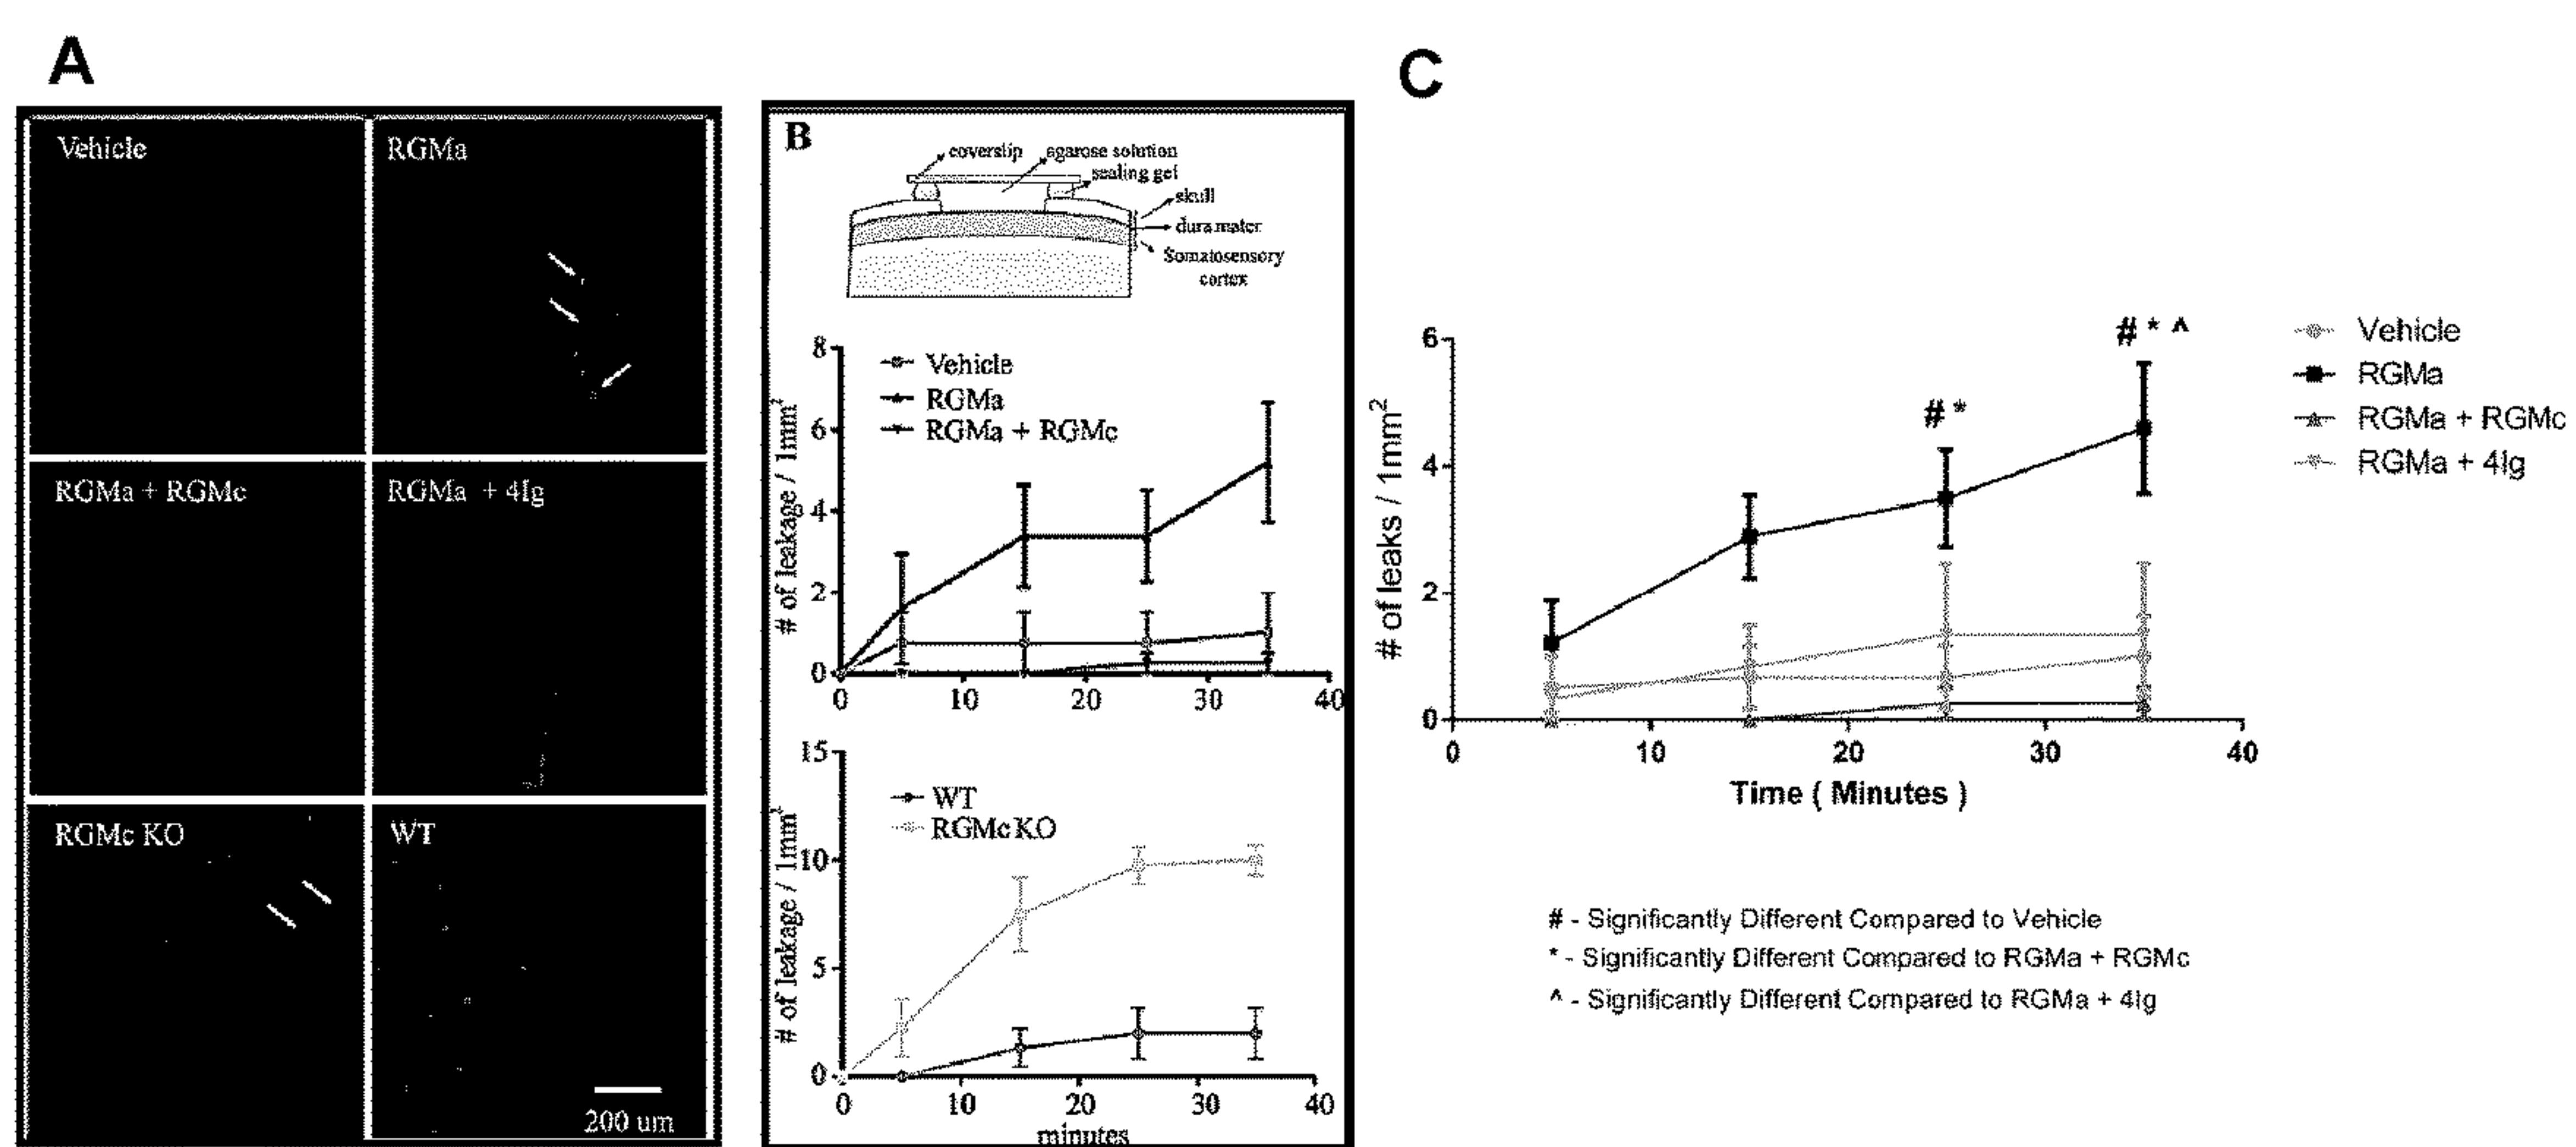 A
Vehicle
RGMa
RGMa + RGMc
RGMa + 4Ig
RGMc KO
WT
200 um
B
coverslip
agarose solution
sealing gel
skull
dura mater
Somatosensory
cortex
# of leakage / 1mm²
8
6
4
2
0
Vehicle
RGMa
RGMa + RGMc
0 10 20 30 40
# of leakage / 1mm²
15
10
5
0
WT
RGMc KO
0 10 20 30 40
minutes
C
# of leaks / 1mm²
6
4
2
0
# *
# * ^
Vehicle
RGMa
RGMa + RGMc
RGMa + 4Ig
0 10 20 30 40
Time ( Minutes )
# - Significantly Different Compared to Vehicle
* - Significantly Different Compared to RGMa + RGMc
^ - Significantly Different Compared to RGMa + 4Ig